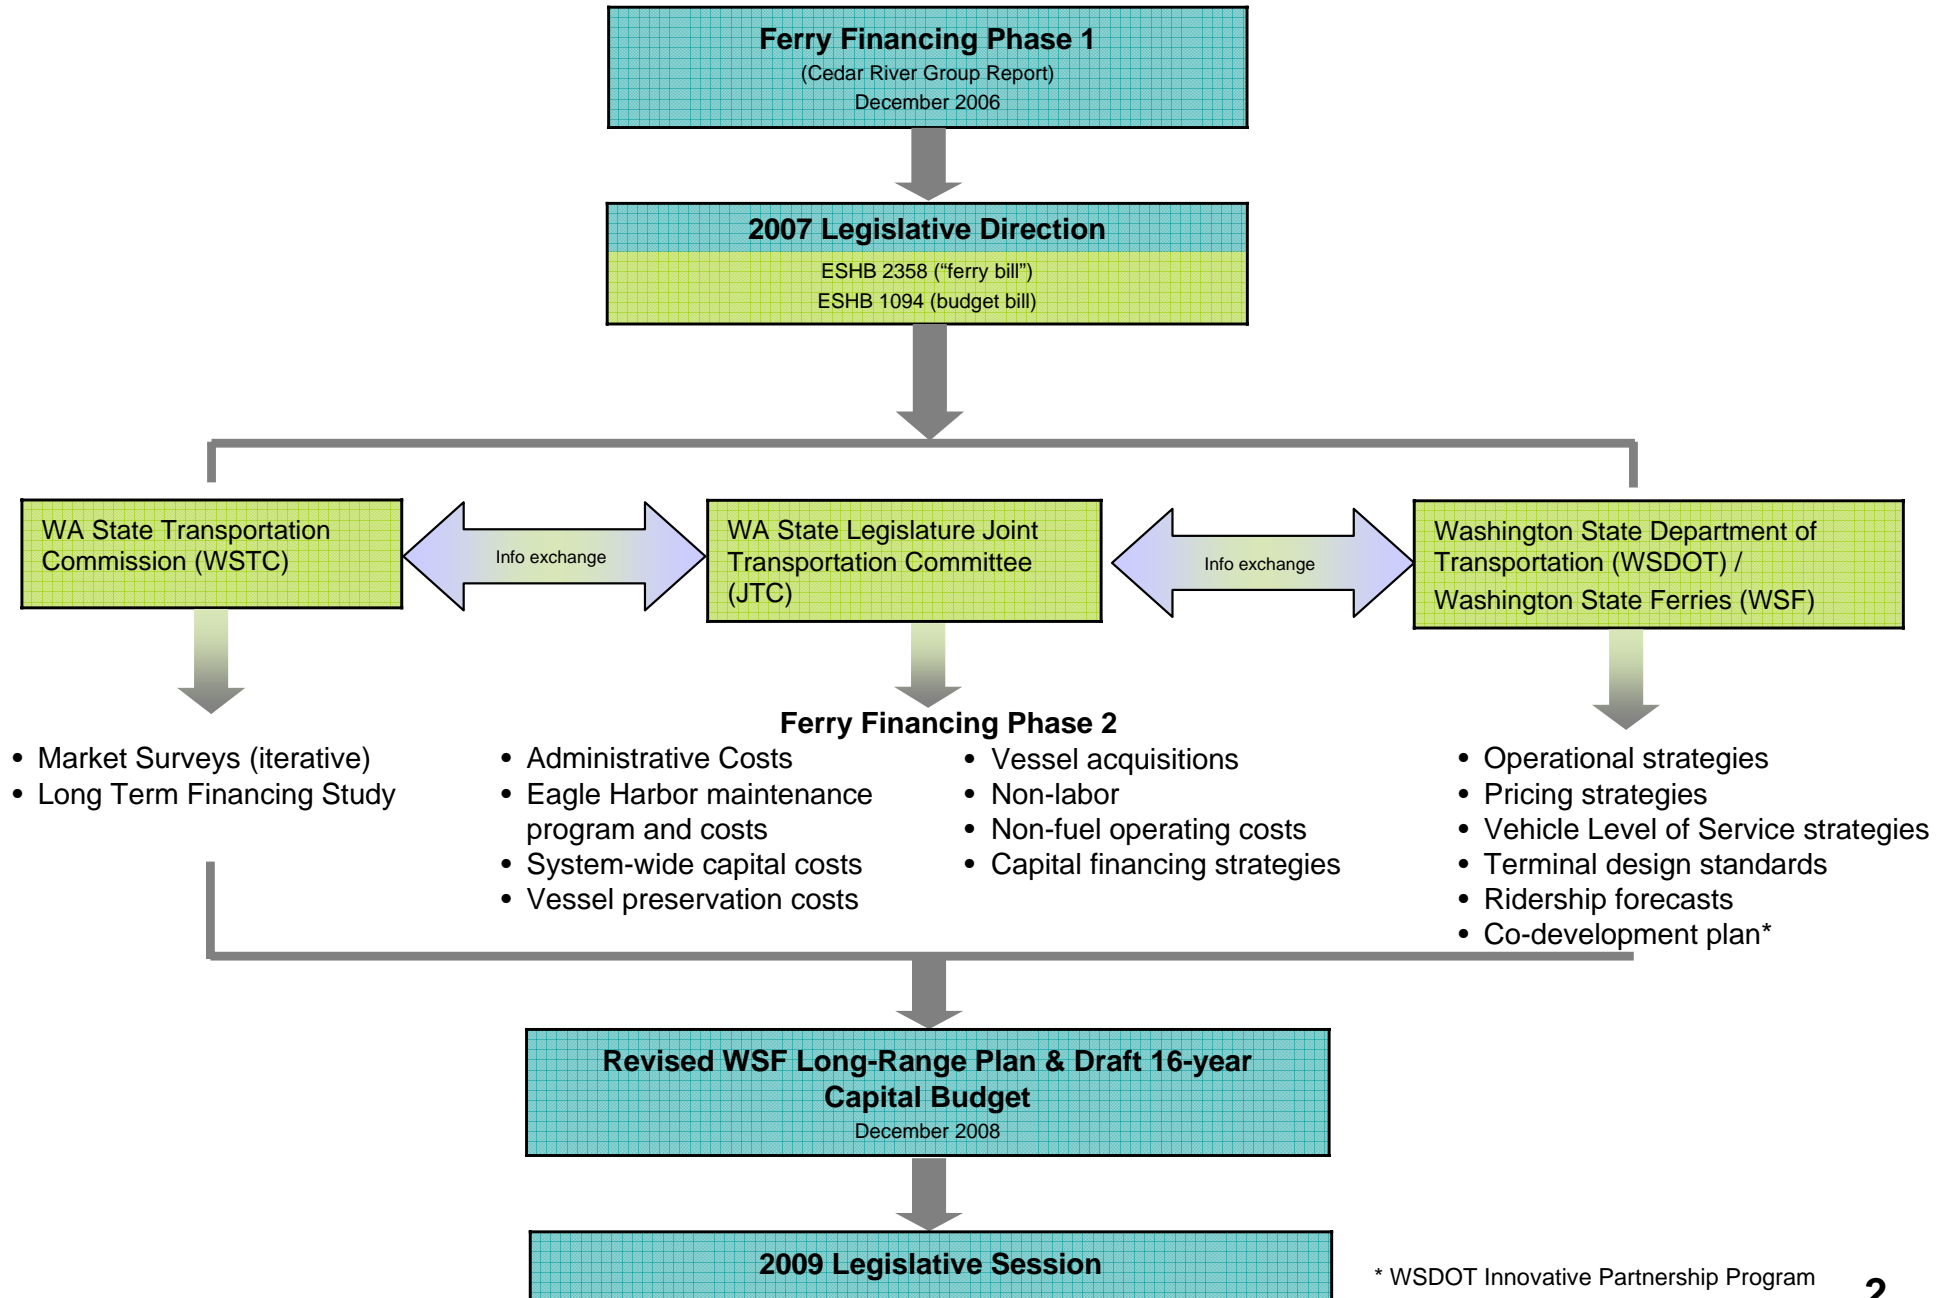 Ferry Financing Phase 1
(Cedar River Group Report)
December 2006
2007 Legislative Direction
ESHB 2358 (“ferry bill”)
ESHB 1094 (budget bill)
WA State Transportation
Commission (WSTC)
Info exchange
WA State Legislature Joint
Transportation Committee
(JTC)
Info exchange
Washington State Department of
Transportation (WSDOT) /
Washington State Ferries (WSF)
• Market Surveys (iterative)
• Long Term Financing Study
Ferry Financing Phase 2
• Administrative Costs
• Eagle Harbor maintenance
program and costs
• System-wide capital costs
• Vessel preservation costs
• Vessel acquisitions
• Non-labor
• Non-fuel operating costs
• Capital financing strategies
• Operational strategies
• Pricing strategies
• Vehicle Level of Service strategies
• Terminal design standards
• Ridership forecasts
• Co-development plan*
Revised WSF Long-Range Plan & Draft 16-year
Capital Budget
December 2008
2009 Legislative Session
* WSDOT Innovative Partnership Program
2